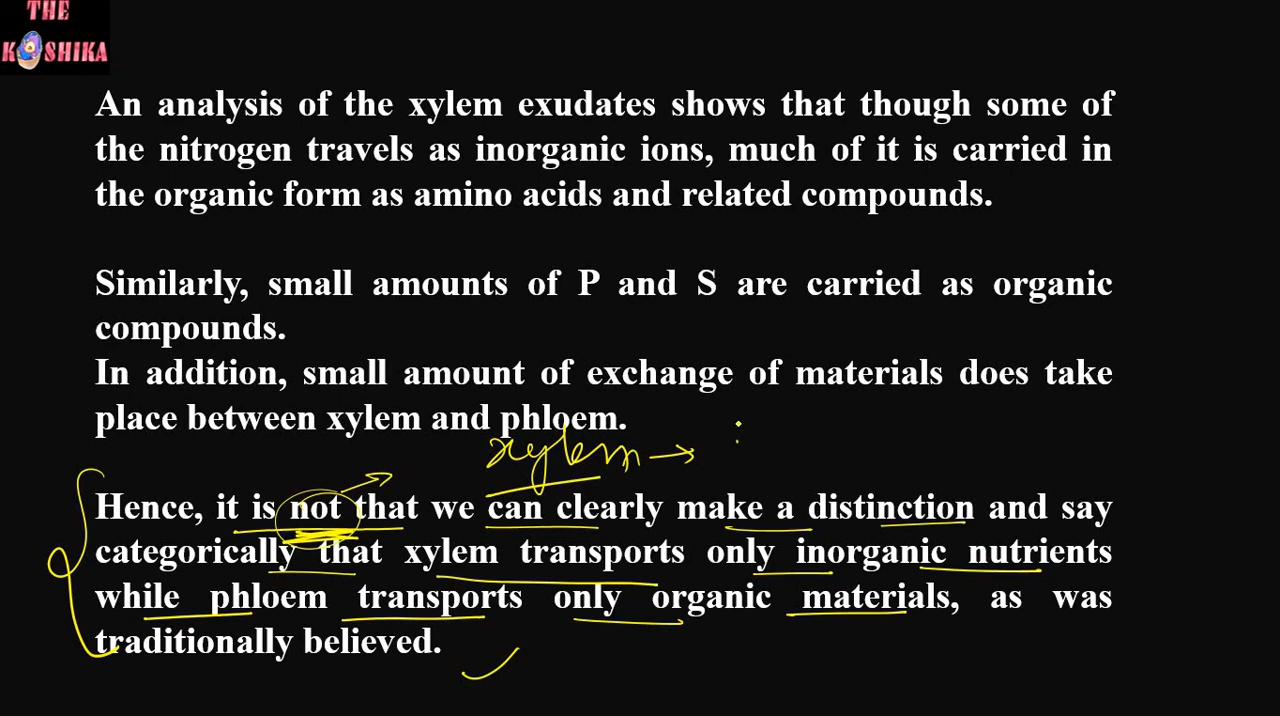 THE
KOSHIKA
An analysis of the xylem exudates shows that though some of
the nitrogen travels as inorganic ions, much of it is carried in
the organic form as amino acids and related compounds.
Similarly, small amounts of P and S are carried as organic
compounds.
In addition, small amount of exchange of materials does take
place between xylem and phloem.
xylem →
Hence, it is not that we can clearly make a distinction and say
categorically that xylem transports only inorganic nutrients
while phloem transports only organic materials, as was
traditionally believed.